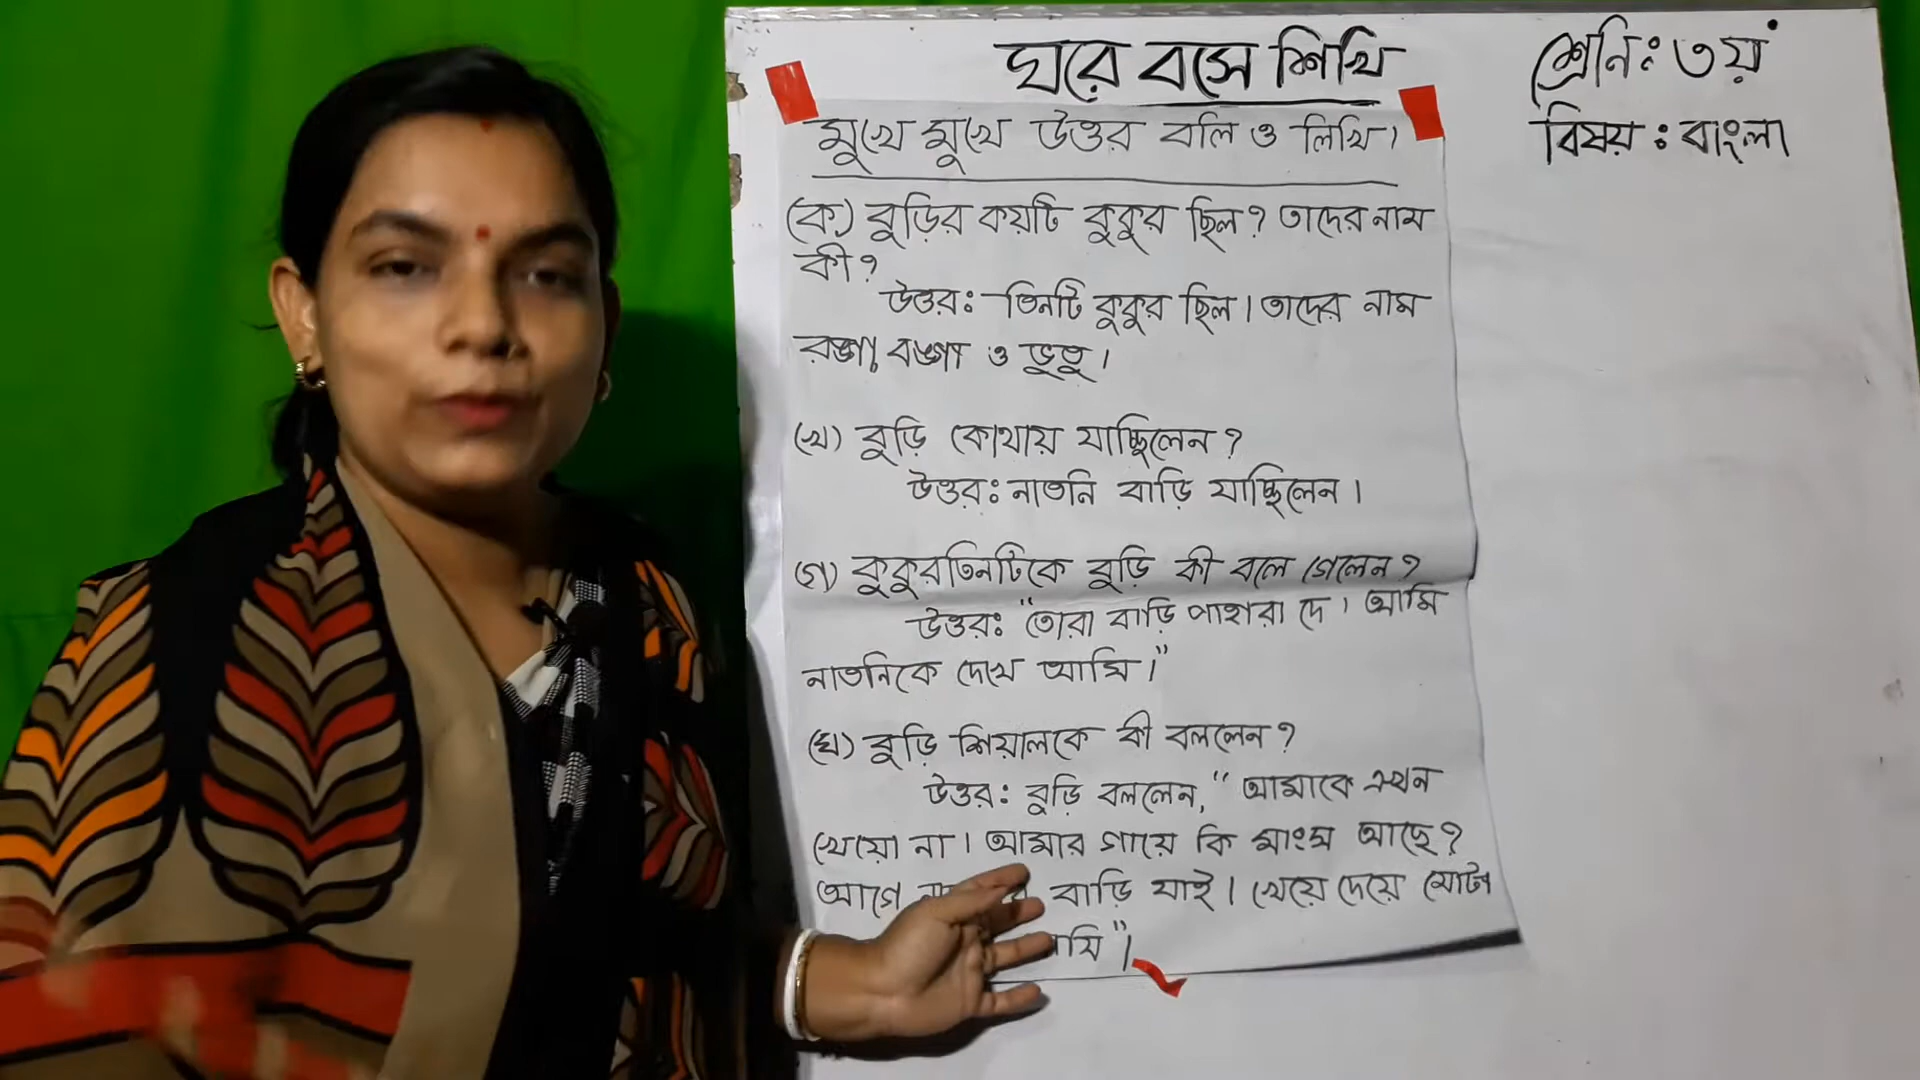 ঘরে বসে শিখি
শ্রেনি: ৩য়
বিষয় : বাংলা
মুখে মুখে উত্তর বলি ও লিখি।
(ক) বুড়ির কয়টি কুকুর ছিল? তাদের নাম
কী?
উত্তর: তিনটি কুকুর ছিল। তাদের নাম
রঙ্গা, বঙ্গা ও ভুতু।
(খ) বুড়ি কোথায় যাচ্ছিলেন?
উত্তর: নাতনি বাড়ি যাচ্ছিলেন।
(গ) কুকুরতিনটিকে বুড়ি কী বলে গেলেন?
উত্তর: "তোরা বাড়ি পাহারা দে। আমি
নাতনিকে দেখে আসি।"
(ঘ) বুড়ি শিয়ালকে কী বললেন?
উত্তর: বুড়ি বললেন, "আমাকে এখন
খেয়ো না। আমার গায়ে কি মাংস আছে?
আগে বাড়ি যাই। খেয়ে দেয়ে মোটা